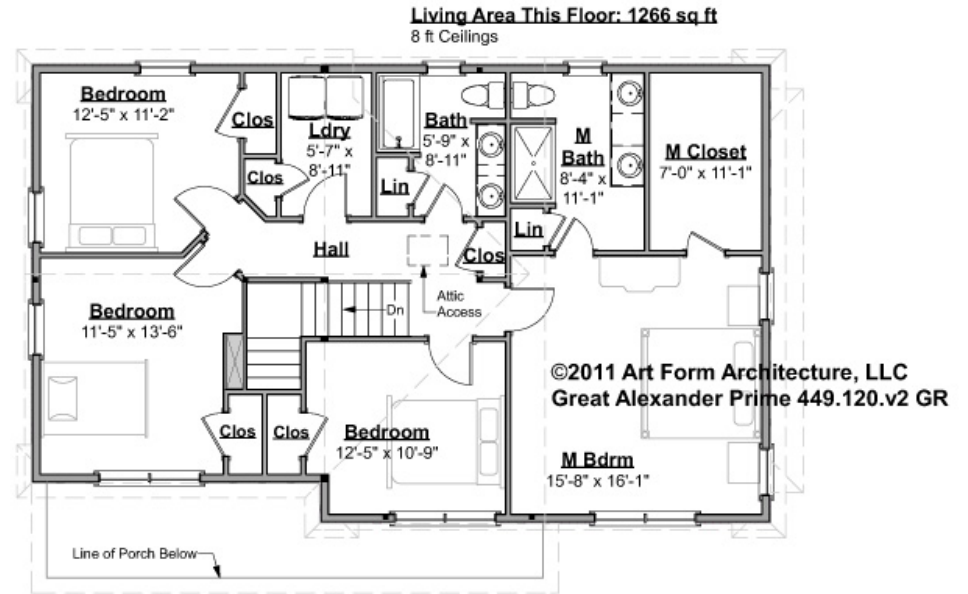 Living Area This Floor: 1266 sq ft
8 ft Ceilings
Bedroom
12'-5" x 11'-2"
Clos
Clos
Ldry
5'-7" x
8'-11"
Bath
5'-9" x
8'-11"
Lin
M
Bath
8'-4" x
11'-1"
M Closet
7'-0" x 11'-1"
Lin
Hall
Clos
Attic
Access
Dn
Bedroom
11'-5" x 13'-6"
Clos
Clos
Bedroom
12'-5" x 10'-9"
©2011 Art Form Architecture, LLC
Great Alexander Prime 449.120.v2 GR
M Bdrm
15'-8" x 16'-1"
Line of Porch Below